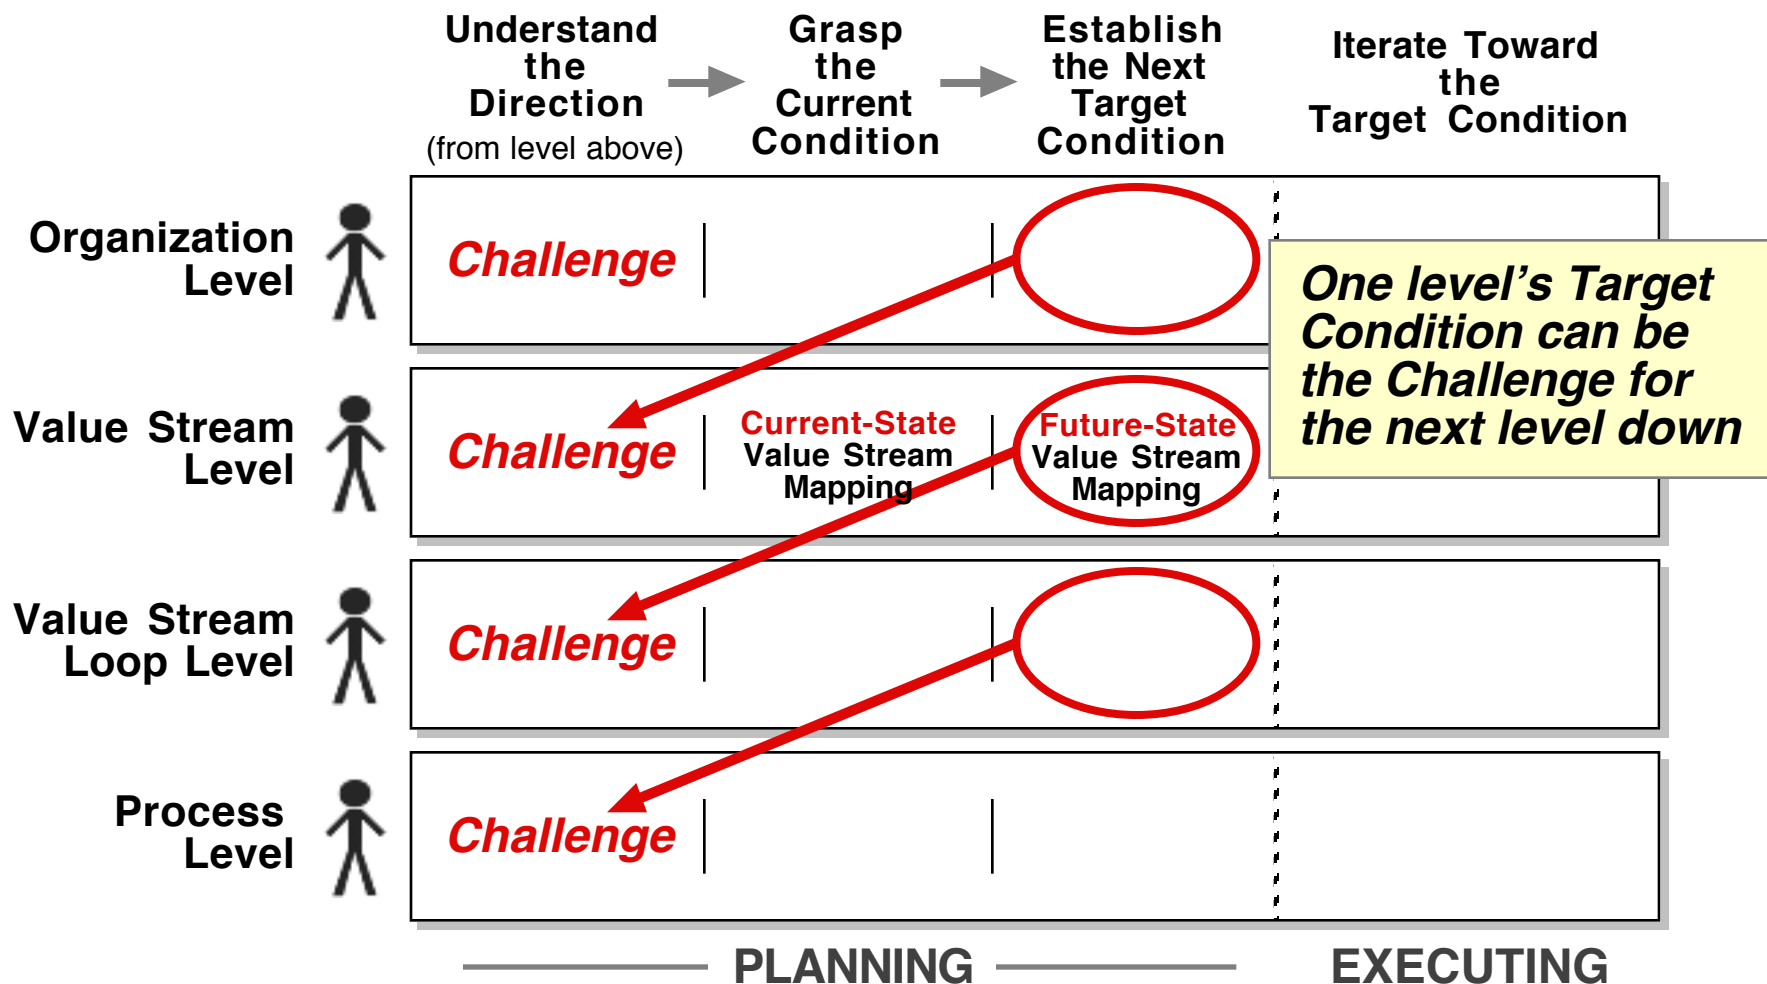 Understand
the
Direction
(from level above)
Grasp
the
Current
Condition
Establish
the Next
Target
Condition
Iterate Toward
the
Target Condition
Organization
Level
Challenge
One level’s Target
Condition can be
the Challenge for
the next level down
Value Stream
Level
Challenge
Current-State
Value Stream
Mapping
Future-State
Value Stream
Mapping
Value Stream
Loop Level
Challenge
Process
Level
Challenge
PLANNING
EXECUTING